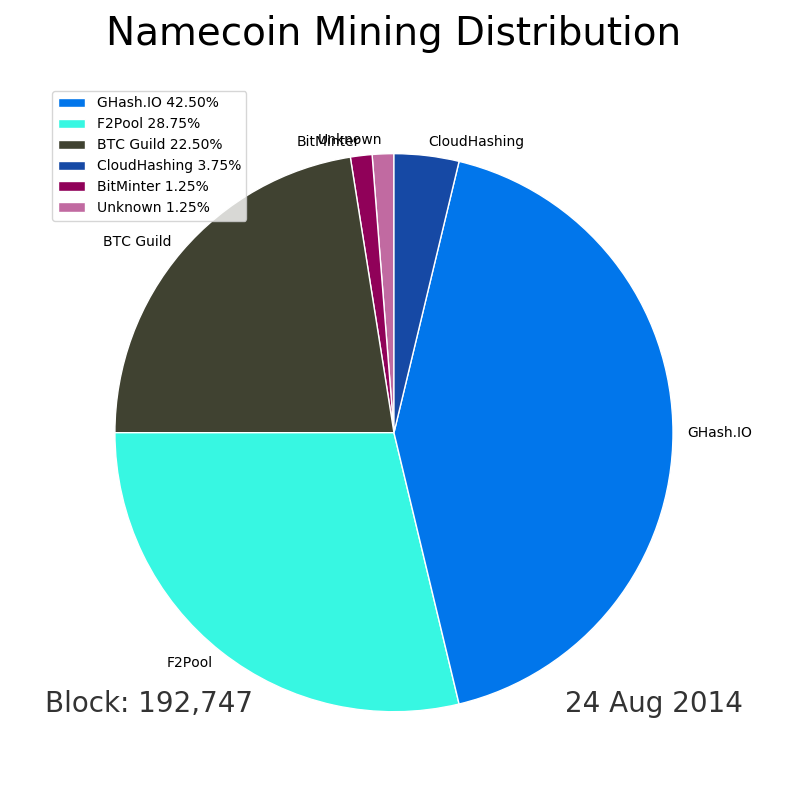 Namecoin Mining Distribution
GHash.IO 42.50%
F2Pool 28.75%
BTC Guild 22.50%
CloudHashing 3.75%
BitMinter 1.25%
Unknown 1.25%
BitMinter
Unknown
CloudHashing
BTC Guild
GHash.IO
F2Pool
Block: 192,747
24 Aug 2014